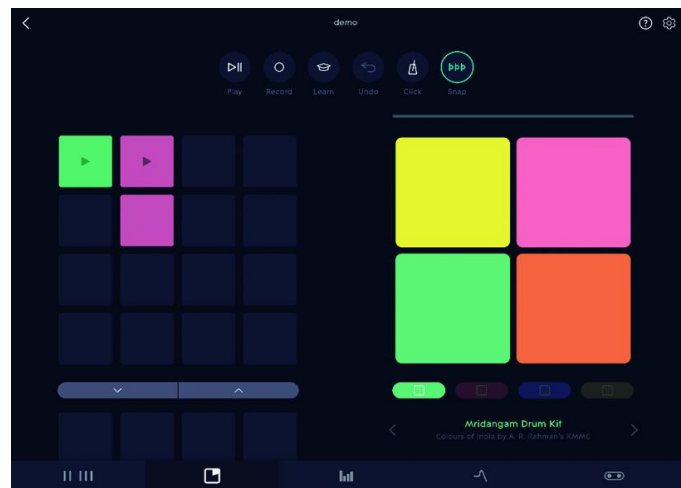 demo
Play Record Learn Undo Click Snap
Mridangam Drum Kit
Colours of India by A. R. Rahman's KMMC